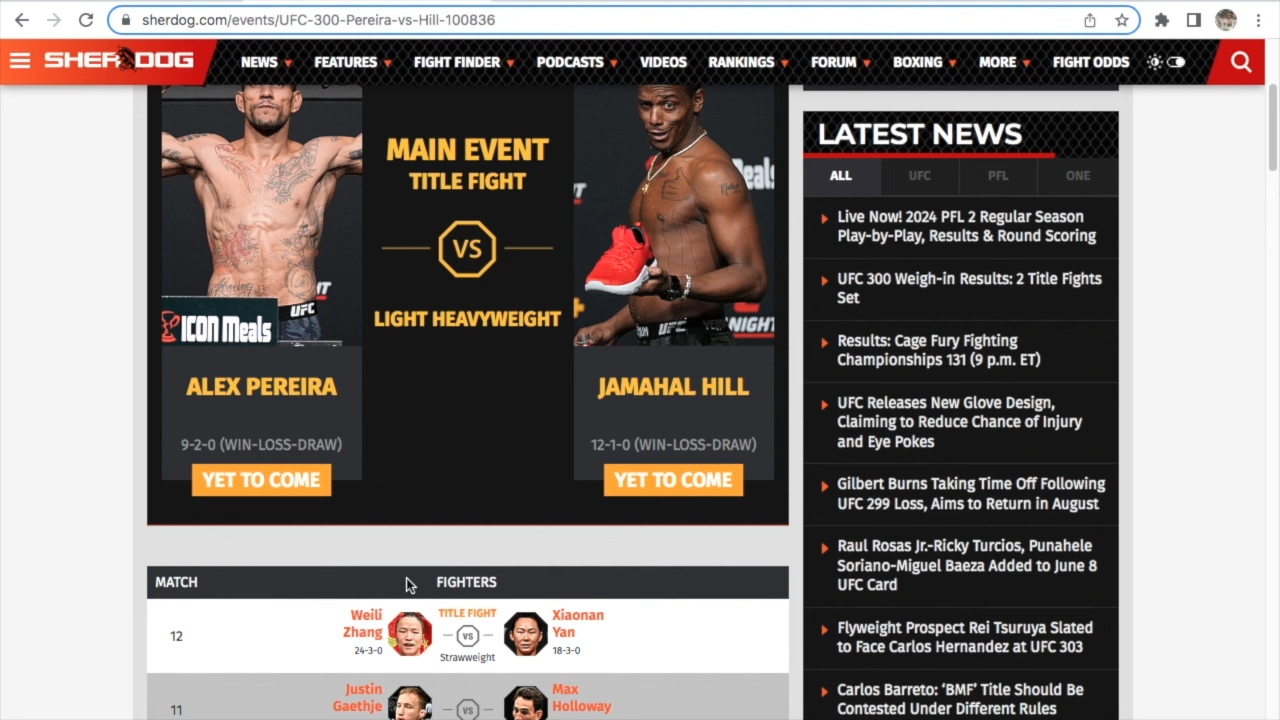 sherdog.com/events/UFC-300-Pereira-vs-Hill-100836
SHERDOG
NEWS
FEATURES
FIGHT FINDER
PODCASTS
VIDEOS
RANKINGS
FORUM
BOXING
MORE
FIGHT ODDS
MAIN EVENT
TITLE FIGHT
VS
LIGHT HEAVYWEIGHT
ICON Meals
UFC
NIGHT
ALEX PEREIRA
JAMAHAL HILL
9-2-0 (WIN-LOSS-DRAW)
12-1-0 (WIN-LOSS-DRAW)
YET TO COME
YET TO COME
MATCH
FIGHTERS
12
Weili
Zhang
24-3-0
TITLE FIGHT
VS
Strawweight
Xiaonan
Yan
18-3-0
11
Justin
Gaethje
VS
Max
Holloway
LATEST NEWS
ALL
UFC
PFL
ONE
Live Now! 2024 PFL 2 Regular Season
Play-by-Play, Results & Round Scoring
UFC 300 Weigh-in Results: 2 Title Fights
Set
Results: Cage Fury Fighting
Championships 131 (9 p.m. ET)
UFC Releases New Glove Design,
Claiming to Reduce Chance of Injury
and Eye Pokes
Gilbert Burns Taking Time Off Following
UFC 299 Loss, Aims to Return in August
Raul Rosas Jr.-Ricky Turcios, Punahele
Soriano-Miguel Baeza Added to June 8
UFC Card
Flyweight Prospect Rei Tsuruya Slated
to Face Carlos Hernandez at UFC 303
Carlos Barreto: ‘BMF’ Title Should Be
Contested Under Different Rules